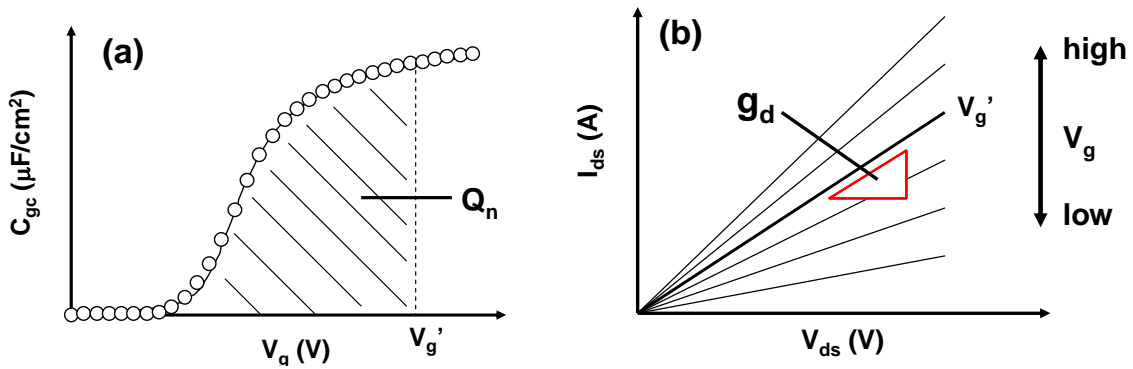 (a)
C_gc (μF/cm²)
Q_n
V_g (V)
V_g’
(b)
I_ds (A)
g_d
V_g’
V_ds (V)
high
V_g
low